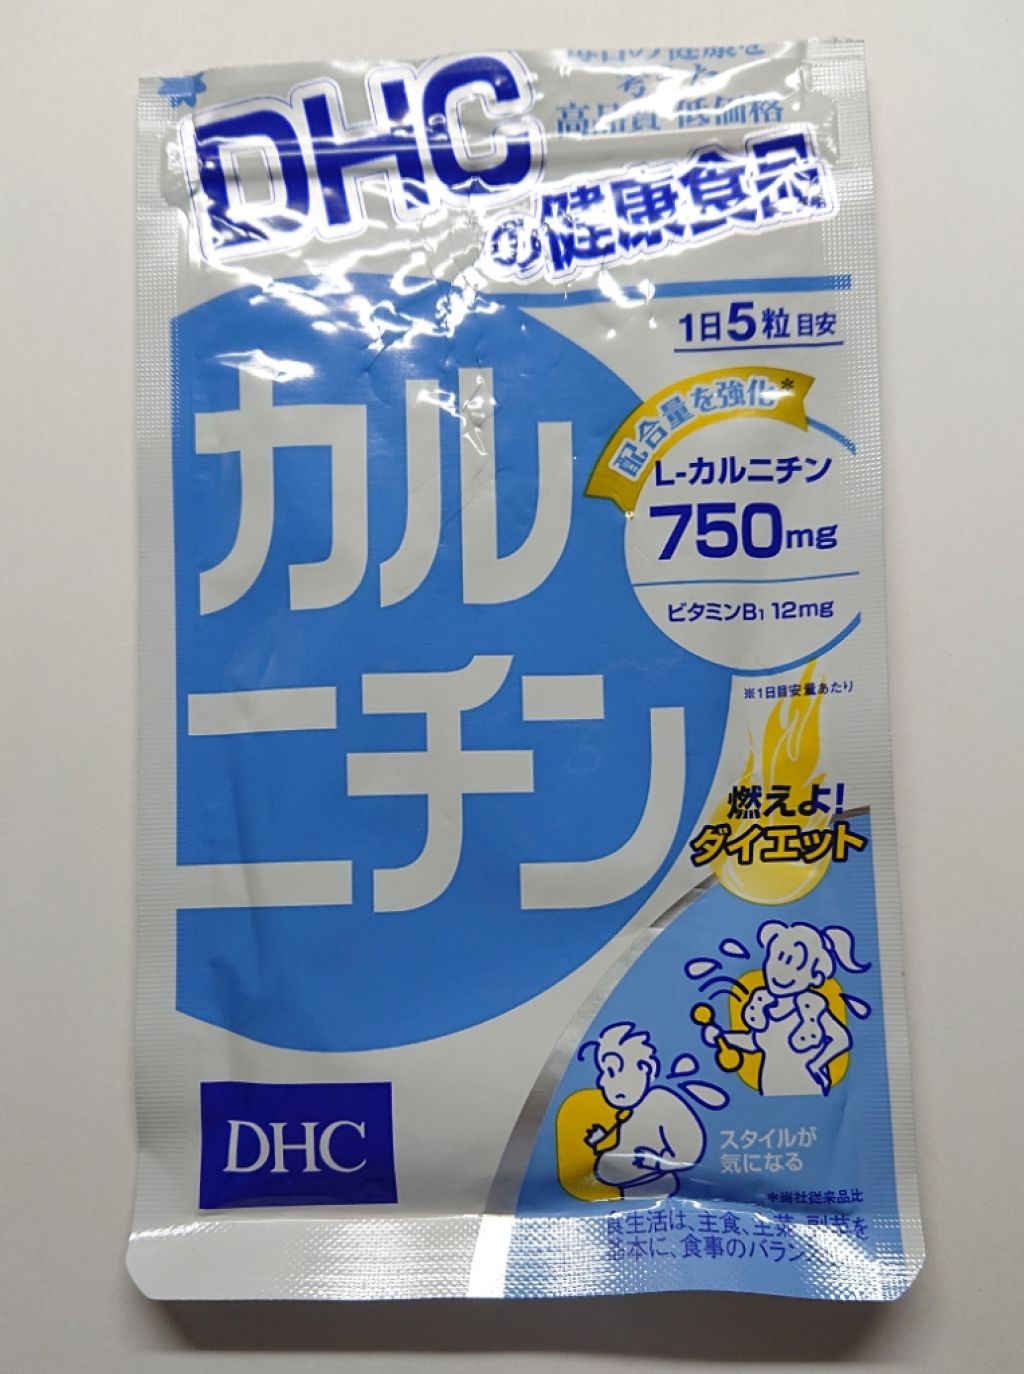 毎日の健康を
考えた
高品質 低価格
DHC
の健康食品
1日5粒目安
配合量を強化*
L-カルニチン
750mg
ビタミンB1 12mg
※1日目安量あたり
カル
ニチン
燃えよ!
ダイエット
スタイルが
気になる
DHC
*当社従来品比
食生活は、主食、主菜、副菜を
基本に、食事のバラン